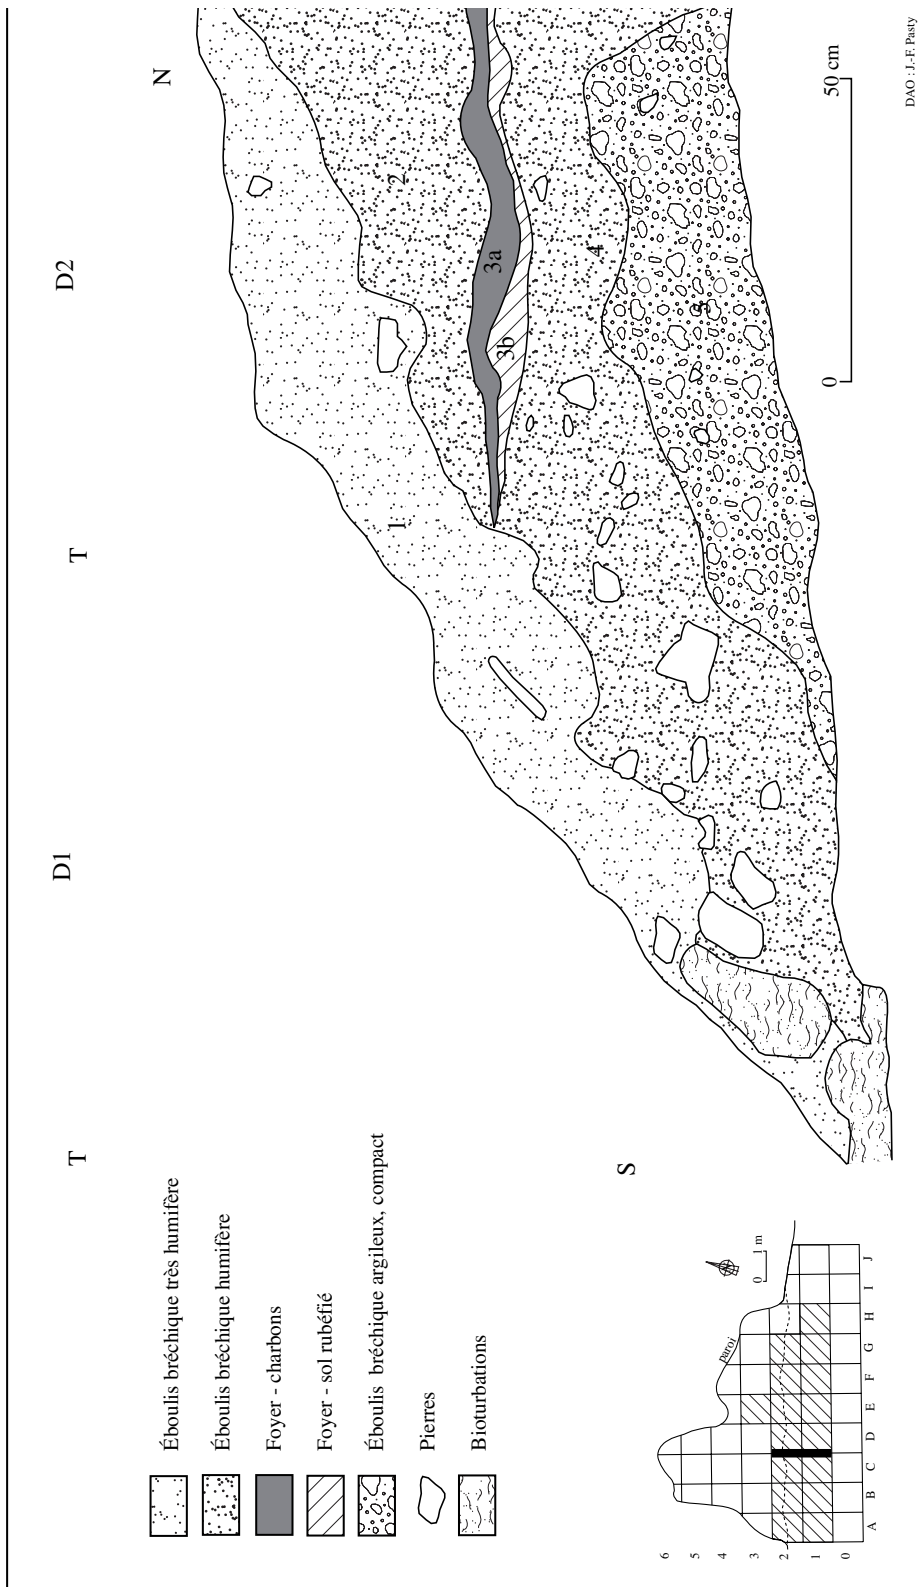 T
D1
T
D2
N
Éboulis bréchique très humifère
Eboulis bréchique humifère
Foyer - charbons
Foyer - sol rubéfié
Éboulis bréchique argileux, compact
Pierres
Bioturbations
1
2
3a
3b
4
5
S
0
50 cm
paroi
0 1 m
6
5
4
3
2
1
0
A B C D E F G H I J
DAO : J.-F. Pasty